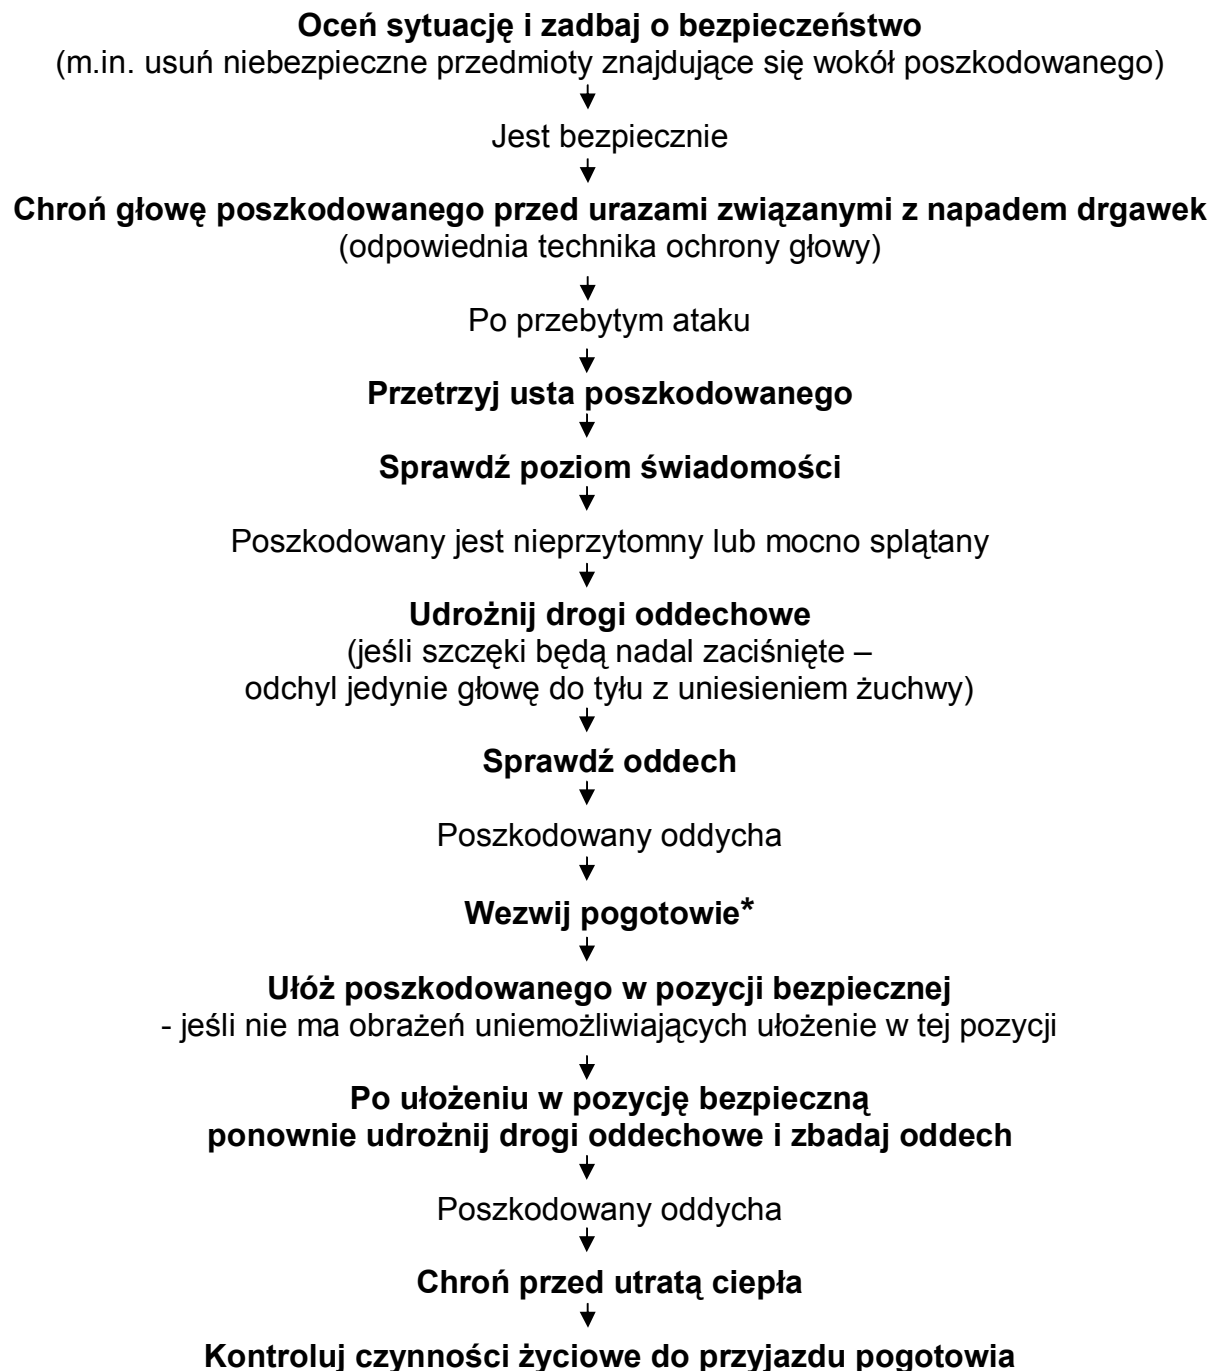 Oceń sytuację i zadbaj o bezpieczeństwo
(m.in. usuń niebezpieczne przedmioty znajdujące się wokół poszkodowanego)
Jest bezpiecznie
Chroń głowę poszkodowanego przed urazami związanymi z napadem drgawek
(odpowiednia technika ochrony głowy)
Po przebytym ataku
Przetrzyj usta poszkodowanego
Sprawdź poziom świadomości
Poszkodowany jest nieprzytomny lub mocno splątany
Udrożnij drogi oddechowe
(jeśli szczęki będą nadal zaciśnięte –
odchyl jedynie głowę do tyłu z uniesieniem żuchwy)
Sprawdź oddech
Poszkodowany oddycha
Wezwij pogotowie*
Ułóż poszkodowanego w pozycji bezpiecznej
- jeśli nie ma obrażeń uniemożliwiających ułożenie w tej pozycji
Po ułożeniu w pozycję bezpieczną
ponownie udrożnij drogi oddechowe i zbadaj oddech
Poszkodowany oddycha
Chroń przed utratą ciepła
Kontroluj czynności życiowe do przyjazdu pogotowia